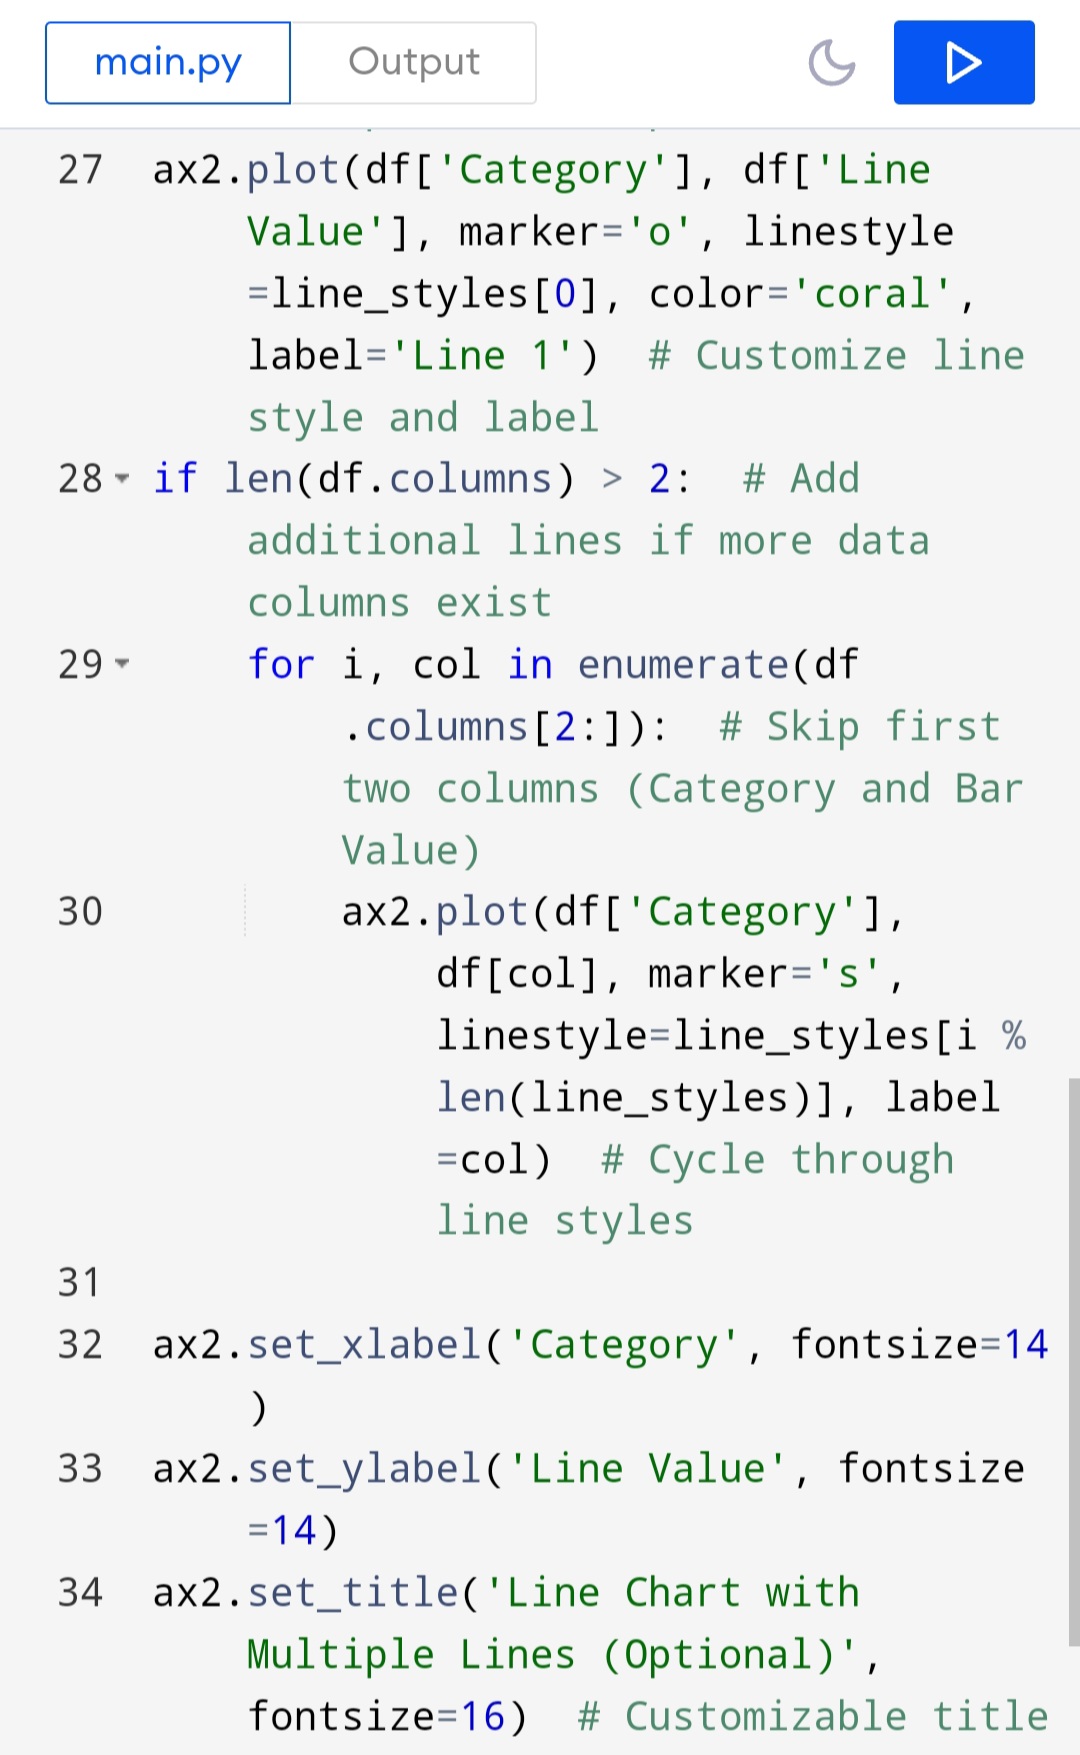 main.py Output
27 ax2.plot(df['Category'], df['Line
Value'], marker='o', linestyle
=line_styles[0], color='coral',
label='Line 1')  # Customize line
style and label
28 if len(df.columns) > 2:  # Add
additional lines if more data
columns exist
29 for i, col in enumerate(df
.columns[2:]):  # Skip first
two columns (Category and Bar
Value)
30 ax2.plot(df['Category'],
df[col], marker='s',
linestyle=line_styles[i %
len(line_styles)], label
=col)  # Cycle through
line styles
31
32 ax2.set_xlabel('Category', fontsize=14
)
33 ax2.set_ylabel('Line Value', fontsize
=14)
34 ax2.set_title('Line Chart with
Multiple Lines (Optional)',
fontsize=16)  # Customizable title